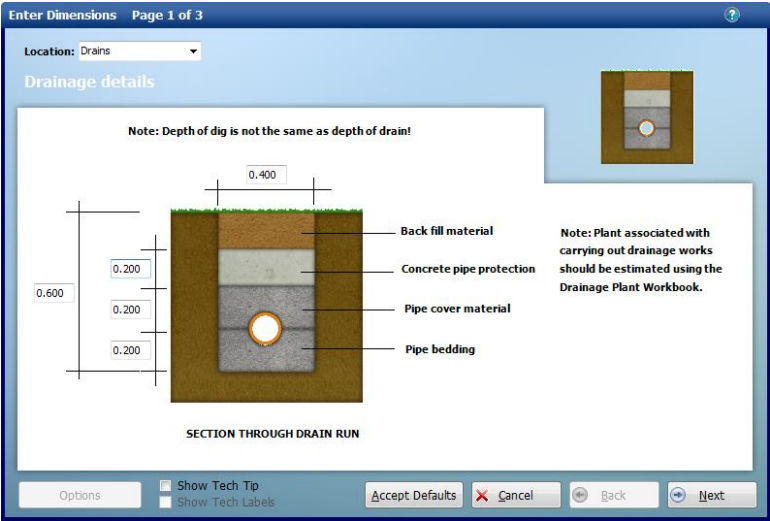 Enter Dimensions Page 1 of 3
?
Location: Drains
Drainage details
Note: Depth of dig is not the same as depth of drain!
0.400
Back fill material
Note: Plant associated with
carrying out drainage works
should be estimated using the
Drainage Plant Workbook.
0.200
Concrete pipe protection
0.600
0.200
Pipe cover material
0.200
Pipe bedding
SECTION THROUGH DRAIN RUN
Options
Show Tech Tip
Show Tech Labels
Accept Defaults
Cancel
Back
Next